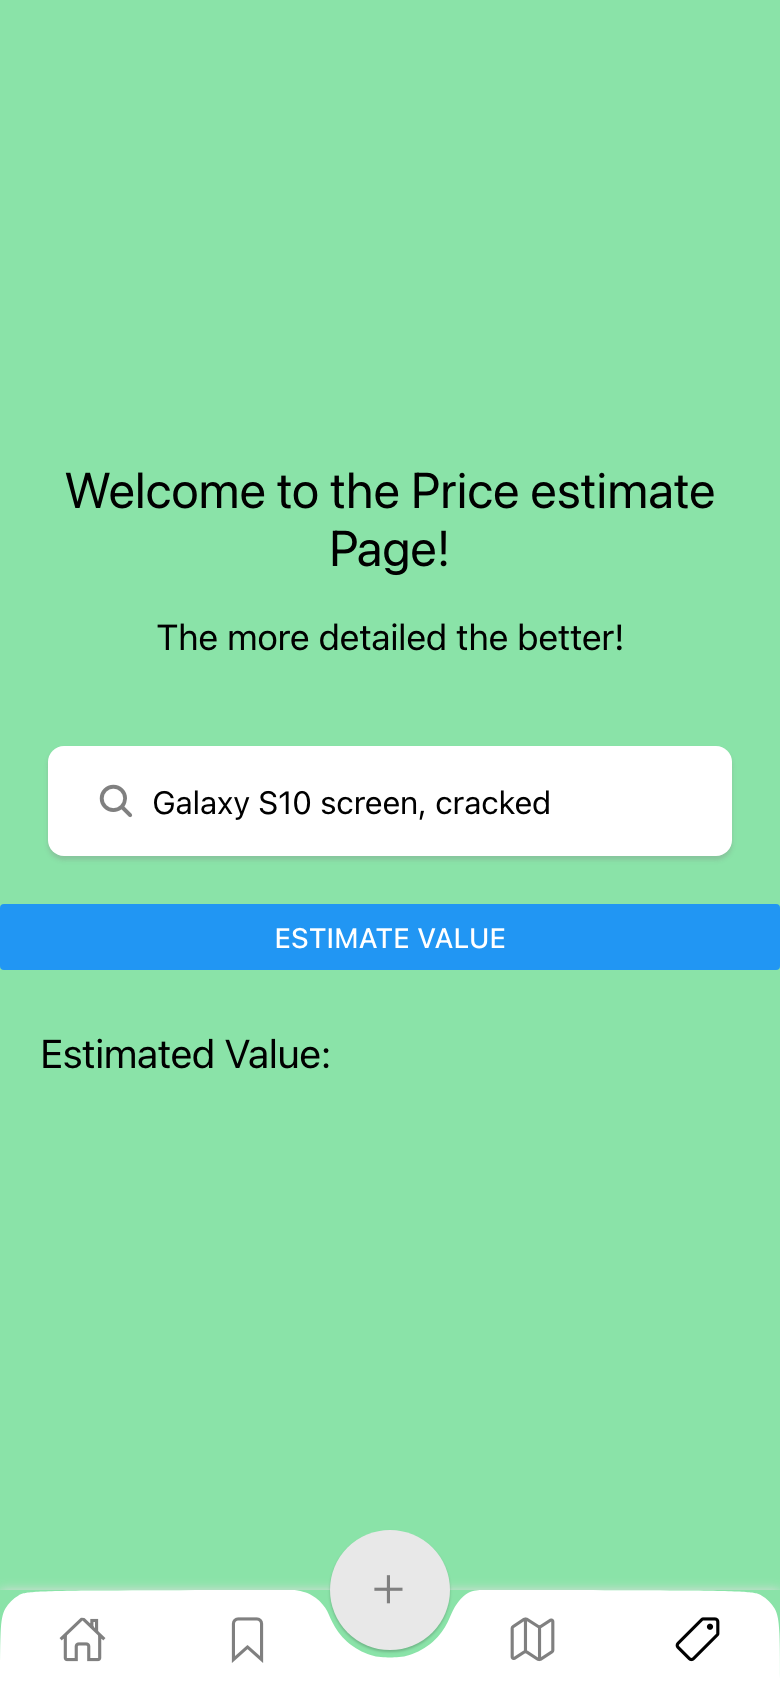 Welcome to the Price estimate
Page!
The more detailed the better!
Galaxy S10 screen, cracked
ESTIMATE VALUE
Estimated Value: